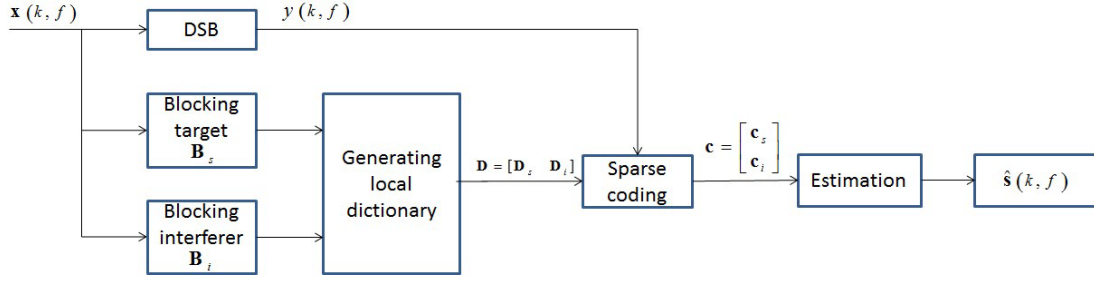 x (k, f)
DSB
y (k, f)
Blocking
target
B_s
Blocking
interferer
B_i
Generating
local
dictionary
D = [D_s D_i]
Sparse
coding
c = [c_s
c_i]
Estimation
ŝ (k, f)